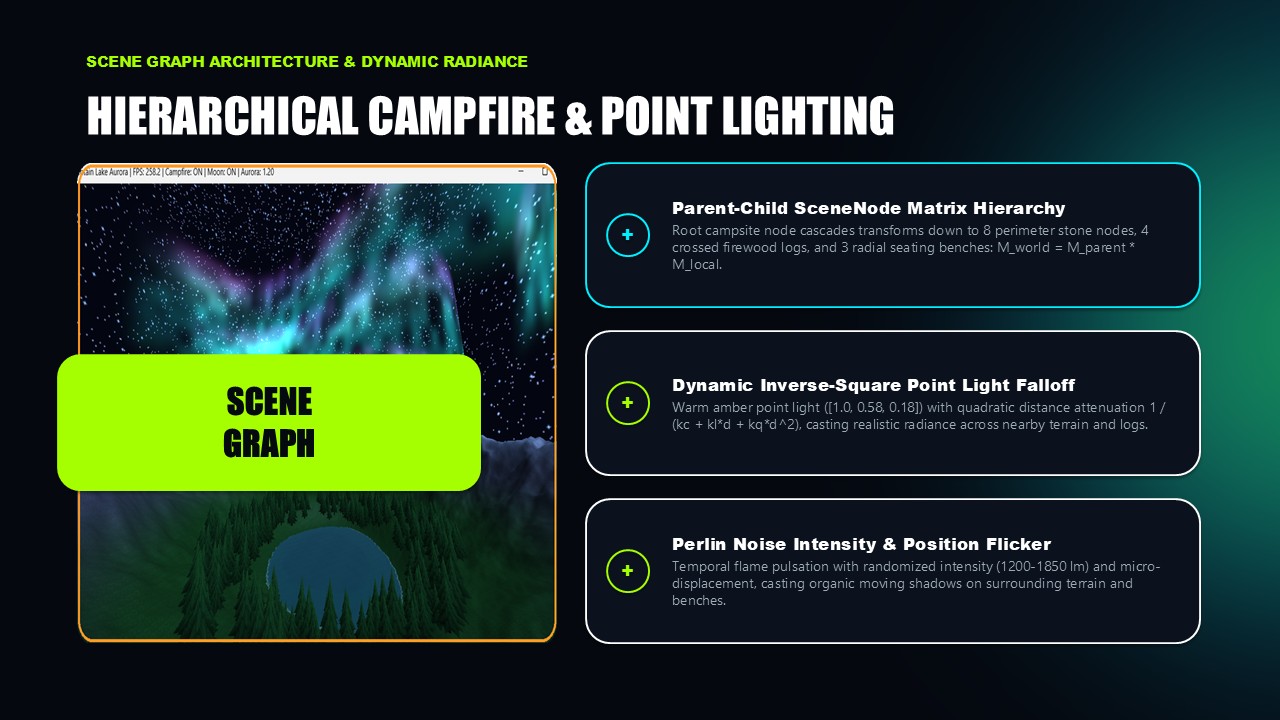 SCENE GRAPH ARCHITECTURE & DYNAMIC RADIANCE
HIERARCHICAL CAMPFIRE & POINT LIGHTING
ain Lake Aurora | FPS: 258.2 | Campfire: ON | Moon: ON | Aurora: 1.20
SCENE
GRAPH
Parent-Child SceneNode Matrix Hierarchy
Root campsite node cascades transforms down to 8 perimeter stone nodes, 4
crossed firewood logs, and 3 radial seating benches: M_world = M_parent *
M_local.
Dynamic Inverse-Square Point Light Falloff
Warm amber point light ([1.0, 0.58, 0.18]) with quadratic distance attenuation 1 /
(kc + kl*d + kq*d^2), casting realistic radiance across nearby terrain and logs.
Perlin Noise Intensity & Position Flicker
Temporal flame pulsation with randomized intensity (1200-1850 lm) and micro-
displacement, casting organic moving shadows on surrounding terrain and
benches.